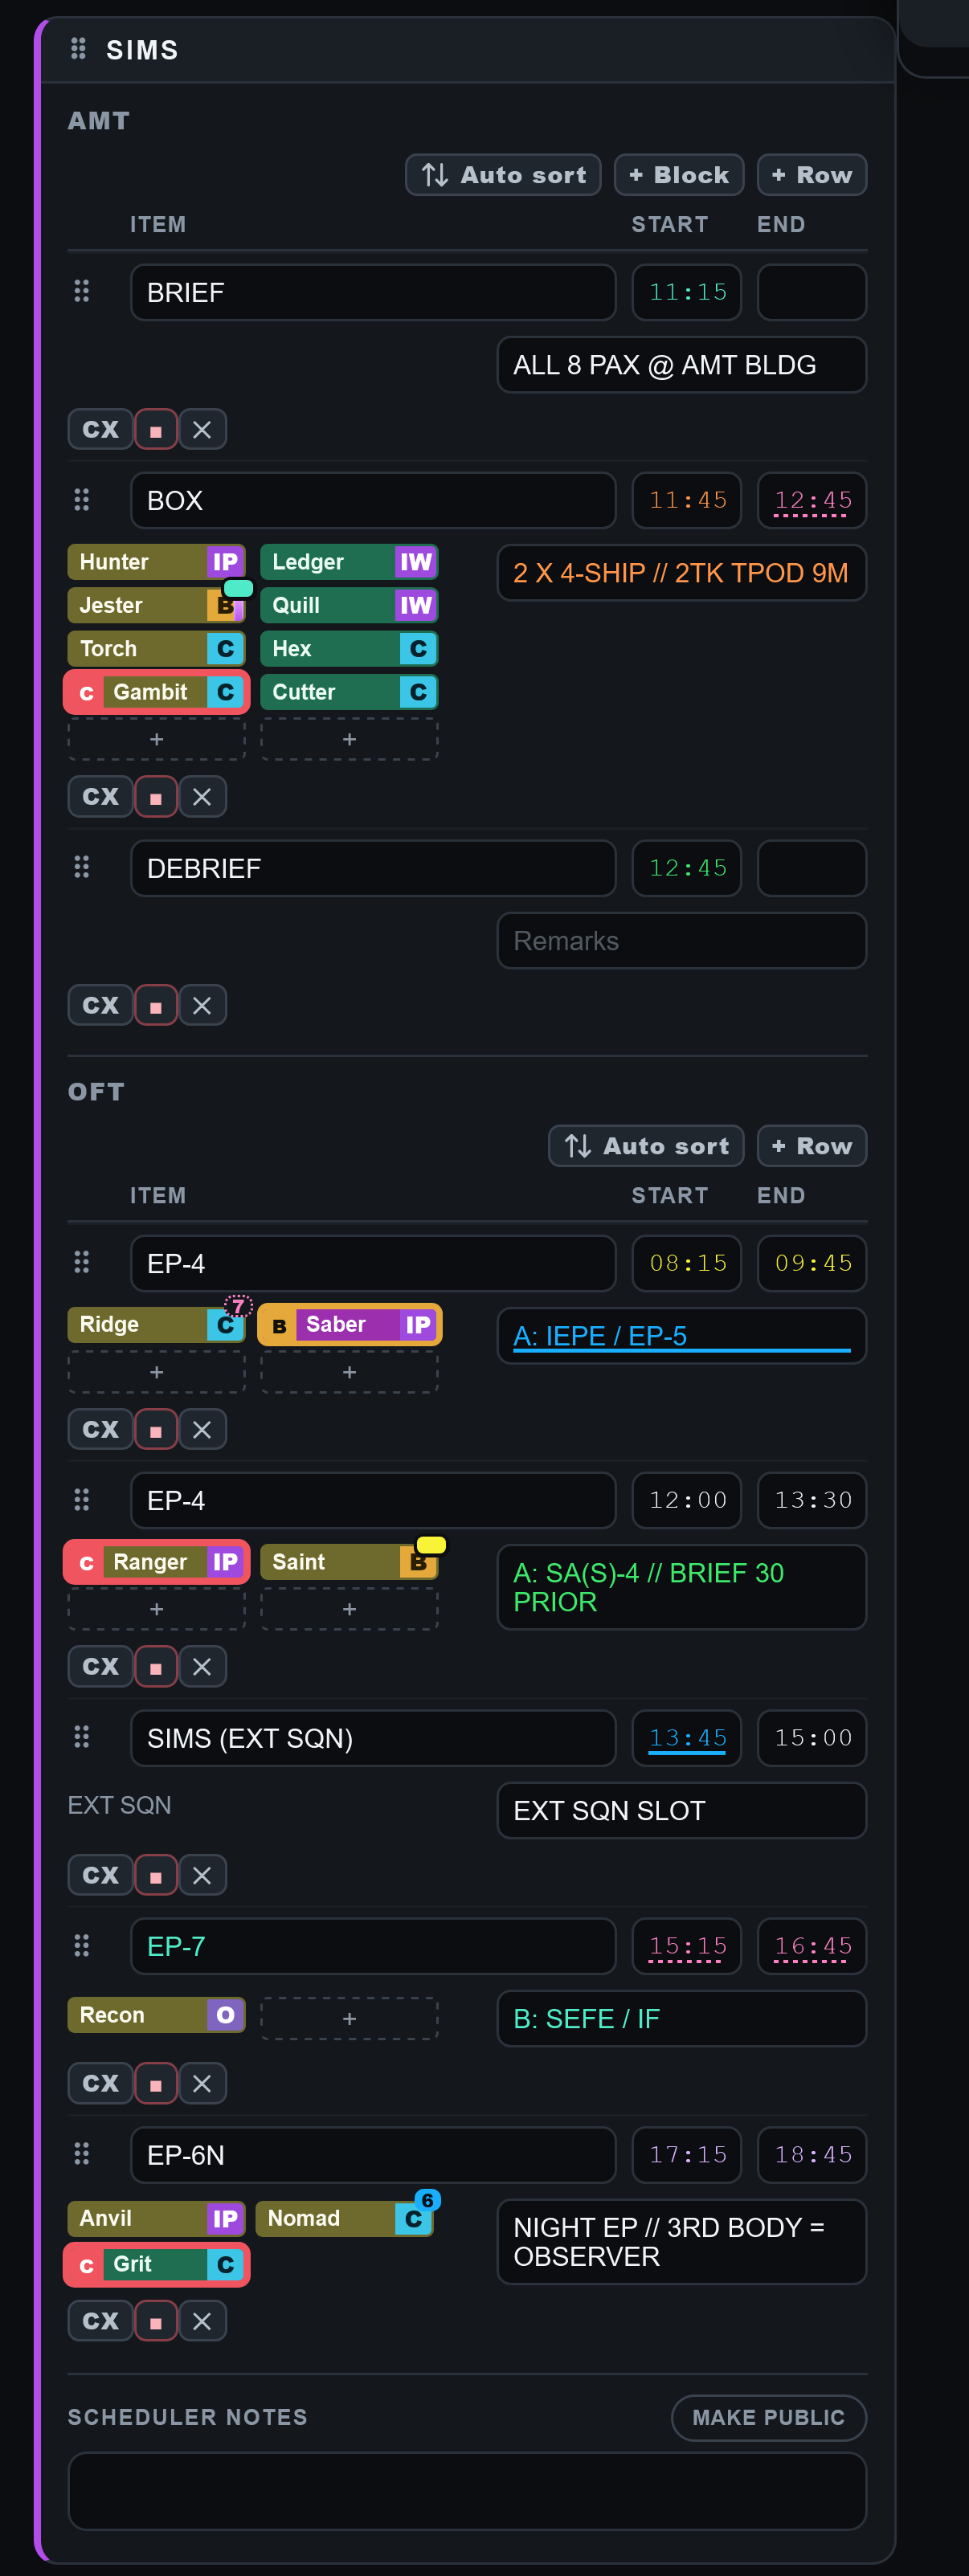 SIMS
AMT
Auto sort + Block + Row
ITEM START END
BRIEF 11:15
ALL 8 PAX @ AMT BLDG
CX
BOX 11:45 12:45
Hunter IP Ledger IW 2 X 4-SHIP // 2TK TPOD 9M
Jester B Quill IW
Torch C Hex C
C Gambit C Cutter C
+ +
CX
DEBRIEF 12:45
Remarks
CX
OFT
Auto sort + Row
ITEM START END
EP-4 08:15 09:45
Ridge C 7 B Saber IP A: IEPE / EP-5
+ +
CX
EP-4 12:00 13:30
C Ranger IP Saint B A: SA(S)-4 // BRIEF 30
PRIOR
+ +
CX
SIMS (EXT SQN) 13:45 15:00
EXT SQN EXT SQN SLOT
CX
EP-7 15:15 16:45
Recon O + B: SEFE / IF
CX
EP-6N 17:15 18:45
Anvil IP Nomad C 6 NIGHT EP // 3RD BODY =
OBSERVER
C Grit C
CX
SCHEDULER NOTES MAKE PUBLIC